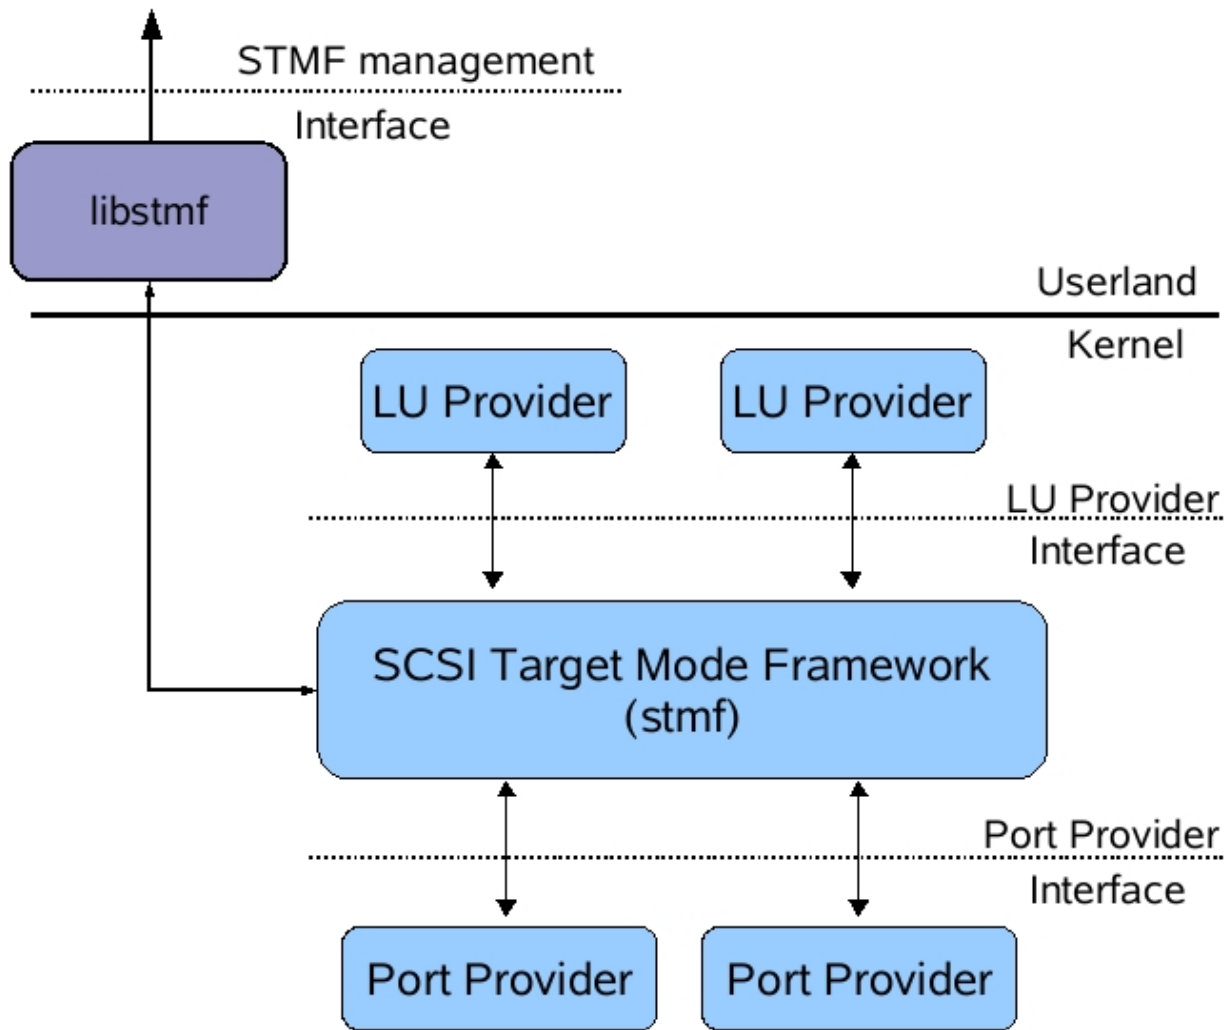 STMF management
Interface
libstmf
Userland
Kernel
LU Provider
LU Provider
LU Provider
Interface
SCSI Target Mode Framework
(stmf)
Port Provider
Interface
Port Provider
Port Provider